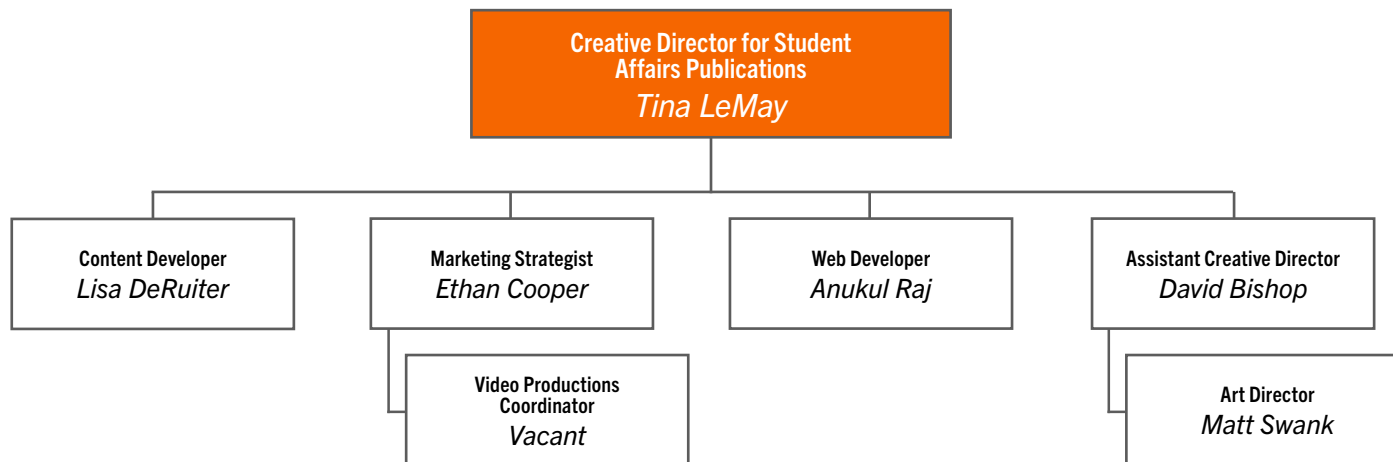 Creative Director for Student
Affairs Publications
Tina LeMay
Content Developer
Lisa DeRuiter
Marketing Strategist
Ethan Cooper
Web Developer
Anukul Raj
Assistant Creative Director
David Bishop
Video Productions
Coordinator
Vacant
Art Director
Matt Swank